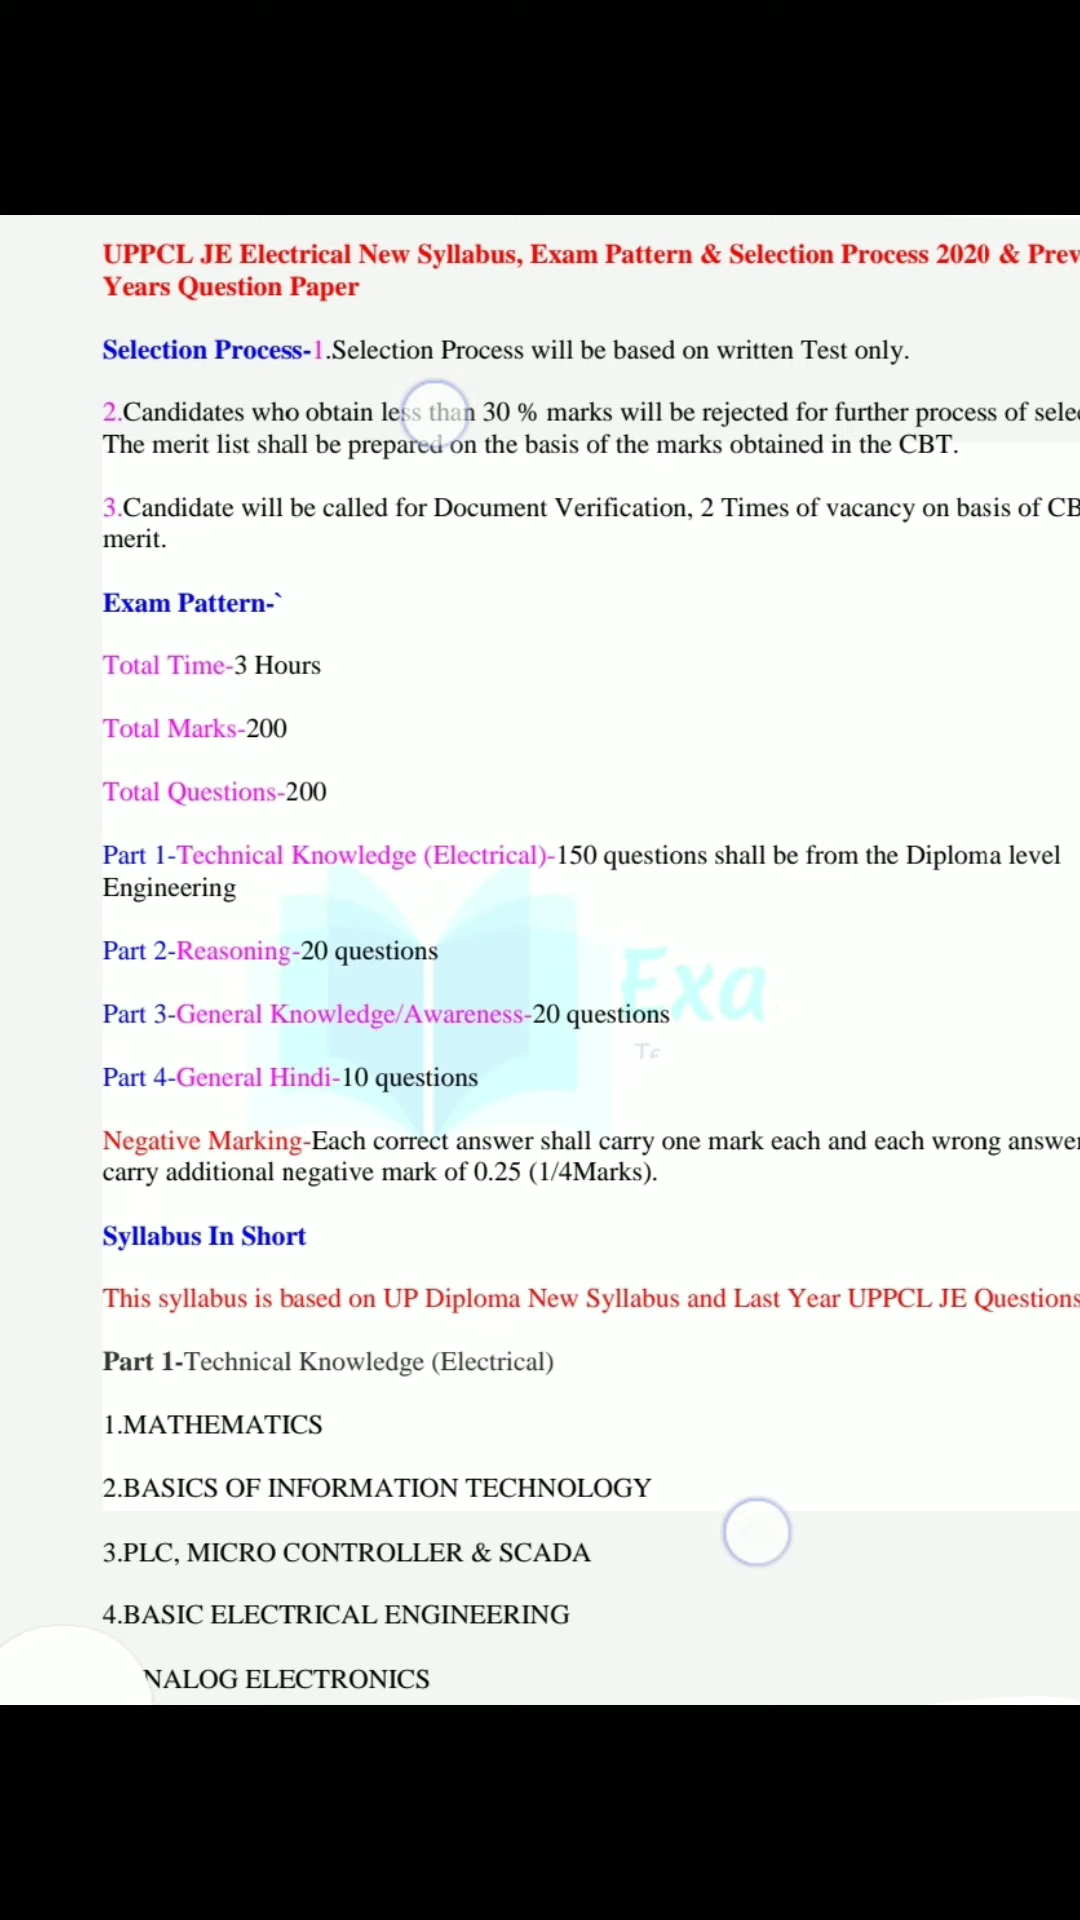 UPPCL JE Electrical New Syllabus, Exam Pattern & Selection Process 2020 & Prev
Years Question Paper
Selection Process-1.Selection Process will be based on written Test only.
2.Candidates who obtain less than 30 % marks will be rejected for further process of selec
The merit list shall be prepared on the basis of the marks obtained in the CBT.
3.Candidate will be called for Document Verification, 2 Times of vacancy on basis of CB
merit.
Exam Pattern-`
Total Time-3 Hours
Total Marks-200
Total Questions-200
Part 1-Technical Knowledge (Electrical)-150 questions shall be from the Diploma level
Engineering
Part 2-Reasoning-20 questions
Exa
Part 3-General Knowledge/Awareness-20 questions
Te
Part 4-General Hindi-10 questions
Negative Marking-Each correct answer shall carry one mark each and each wrong answer
carry additional negative mark of 0.25 (1/4Marks).
Syllabus In Short
This syllabus is based on UP Diploma New Syllabus and Last Year UPPCL JE Questions
Part 1-Technical Knowledge (Electrical)
1.MATHEMATICS
2.BASICS OF INFORMATION TECHNOLOGY
3.PLC, MICRO CONTROLLER & SCADA
4.BASIC ELECTRICAL ENGINEERING
NALOG ELECTRONICS